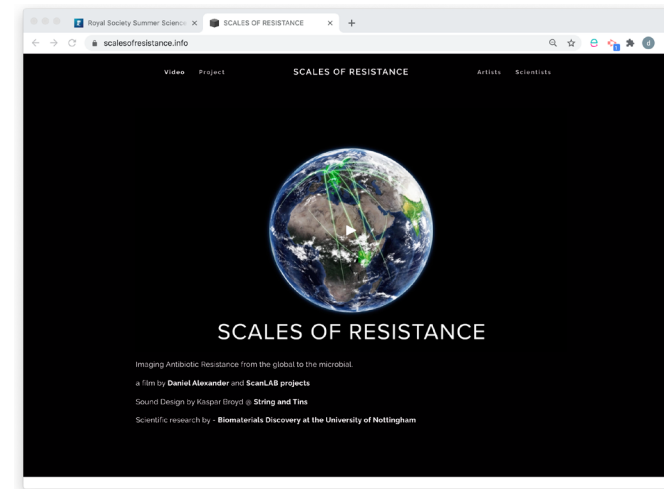 Royal Society Summer Science
SCALES OF RESISTANCE
scalesofresistance.info
d
Video Project SCALES OF RESISTANCE Artists Scientists
SCALES OF RESISTANCE
Imaging Antibiotic Resistance from the global to the microbial.
a film by Daniel Alexander and ScanLAB projects
Sound Design by Kaspar Broyd @ String and Tins
Scientific research by - Biomaterials Discovery at the University of Nottingham